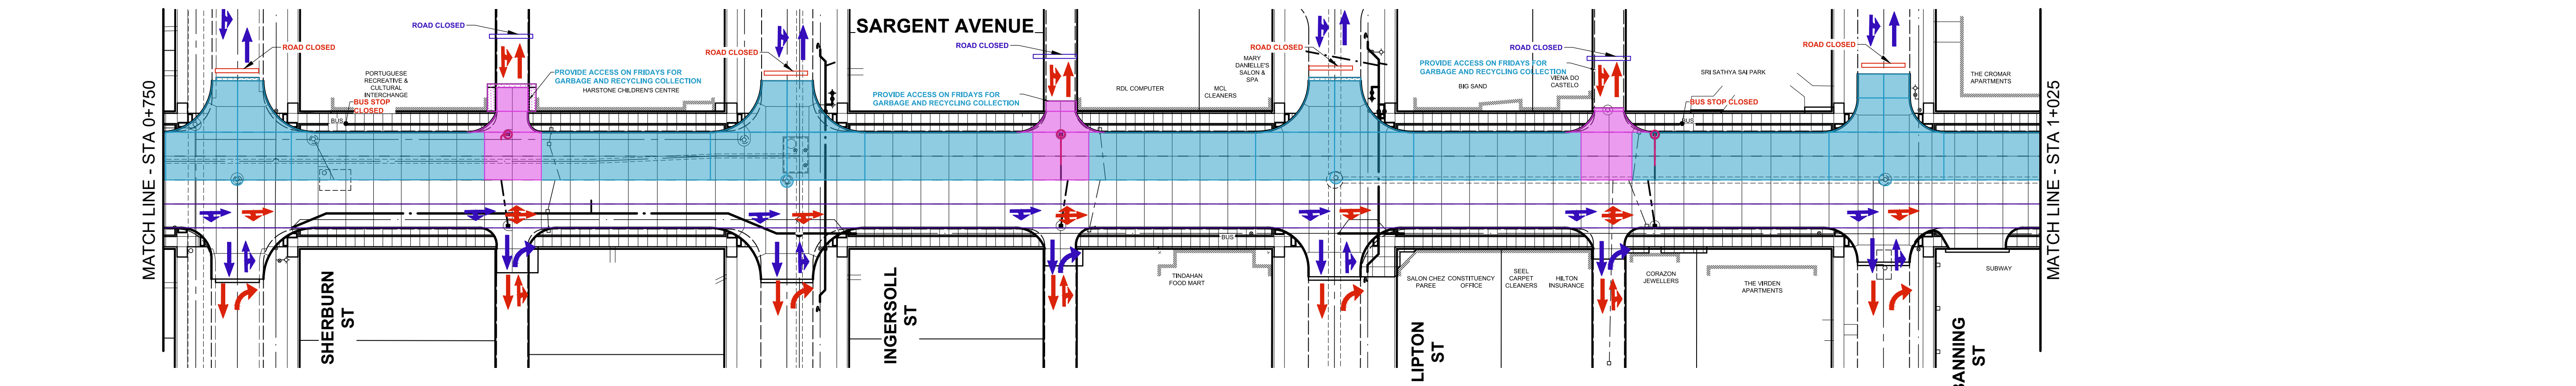 SARGENT AVENUE
MATCH LINE - STA 0+750
ROAD CLOSED
PORTUGUESE
RECREATIVE &
CULTURAL
INTERCHANGE
BUS STOP
CLOSED
BUS
ROAD CLOSED
PROVIDE ACCESS ON FRIDAYS FOR
GARBAGE AND RECYCLING COLLECTION
HARSTONE CHILDREN'S CENTRE
ROAD CLOSED
ROAD CLOSED
PROVIDE ACCESS ON FRIDAYS FOR
GARBAGE AND RECYCLING COLLECTION
RDL COMPUTER
MCL
CLEANERS
MARY
DANIELLE'S
SALON &
SPA
ROAD CLOSED
ROAD CLOSED
PROVIDE ACCESS ON FRIDAYS FOR
GARBAGE AND RECYCLING COLLECTION
BIG SAND
VIENA DO
CASTELO
SRI SATHYA SAI PARK
BUS STOP CLOSED
BUS
ROAD CLOSED
THE CROMAR
APARTMENTS
MATCH LINE - STA 1+025
SHERBURN
ST
INGERSOLL
ST
BUS
TINDAHAN
FOOD MART
SALON CHEZ
PAREE
CONSTITUENCY
OFFICE
SEEL
CARPET
CLEANERS
HILTON
INSURANCE
CORAZON
JEWELLERS
THE VIRDEN
APARTMENTS
SUBWAY
LIPTON
ST
BANNING
ST